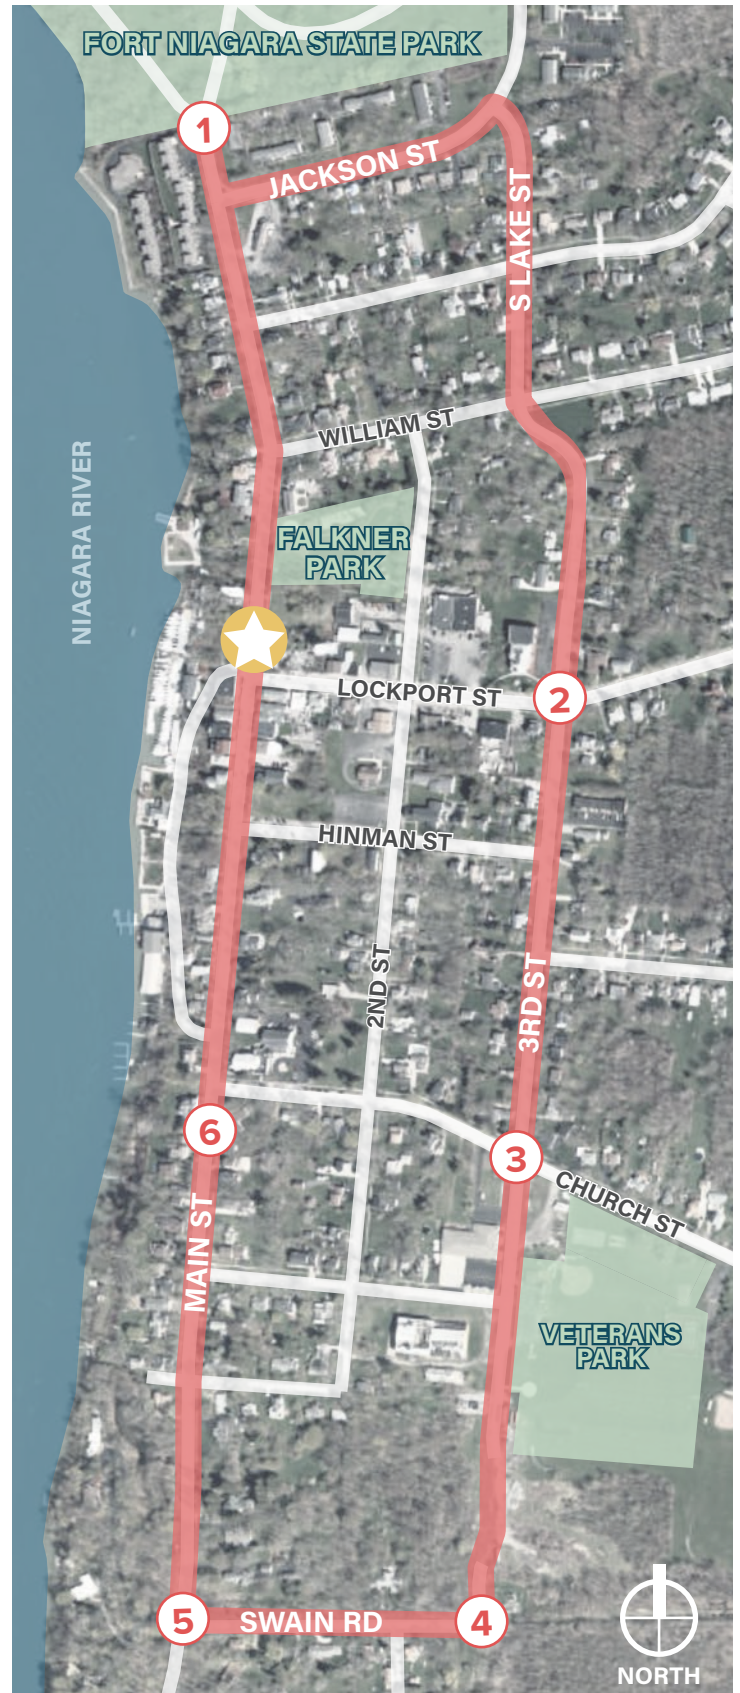 FORT NIAGARA STATE PARK
1
JACKSON ST
S LAKE ST
WILLIAM ST
NIAGARA RIVER
FALKNER
PARK
LOCKPORT ST
2
HINMAN ST
2ND ST
3RD ST
6
3
CHURCH ST
MAIN ST
VETERANS
PARK
5
SWAIN RD
4
NORTH